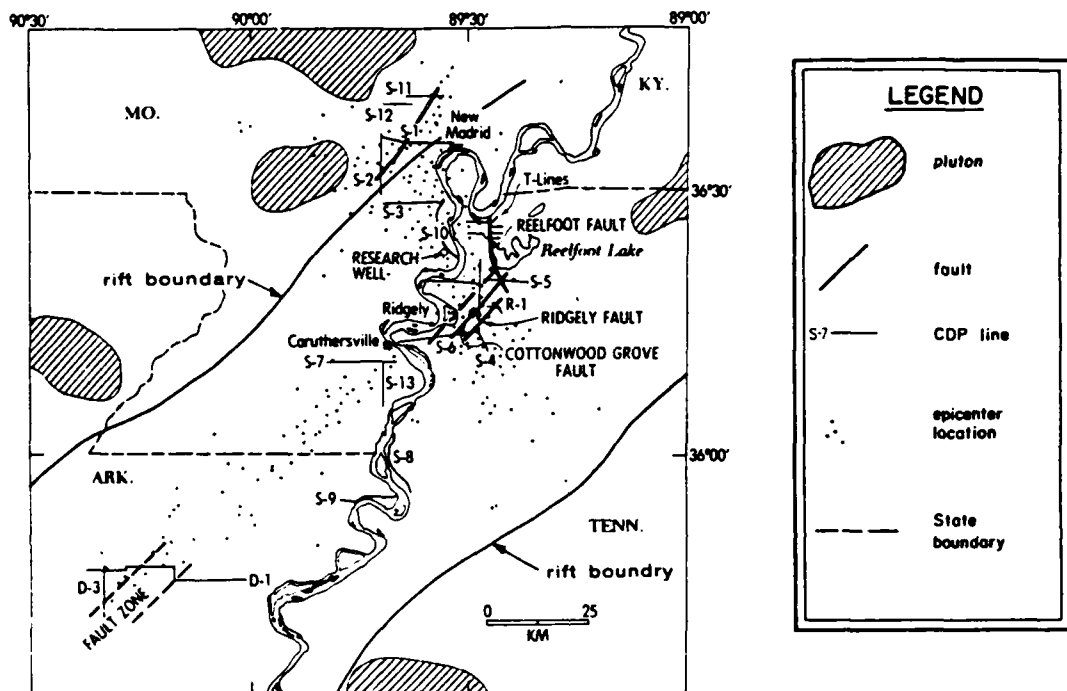 90°30'
90°00'
89°30'
89°00'
MO.
KY.
S-11
S-12
S-1
New
Madrid
S-2
T-Lines
36°30'
S-3
S-10
REELFOOT FAULT
Reelfoot Lake
RESEARCH
WELL
rift boundary
S-5
Ridgely
R-1
RIDGELY FAULT
Caruthersville
S-6
S-4
COTTONWOOD GROVE
FAULT
S-7
S-13
36°00'
S-8
ARK.
S-9
TENN.
rift boundry
D-3
D-1
FAULT ZONE
0 25
KM
LEGEND
pluton
fault
S-7
CDP line
epicenter
location
State
boundary